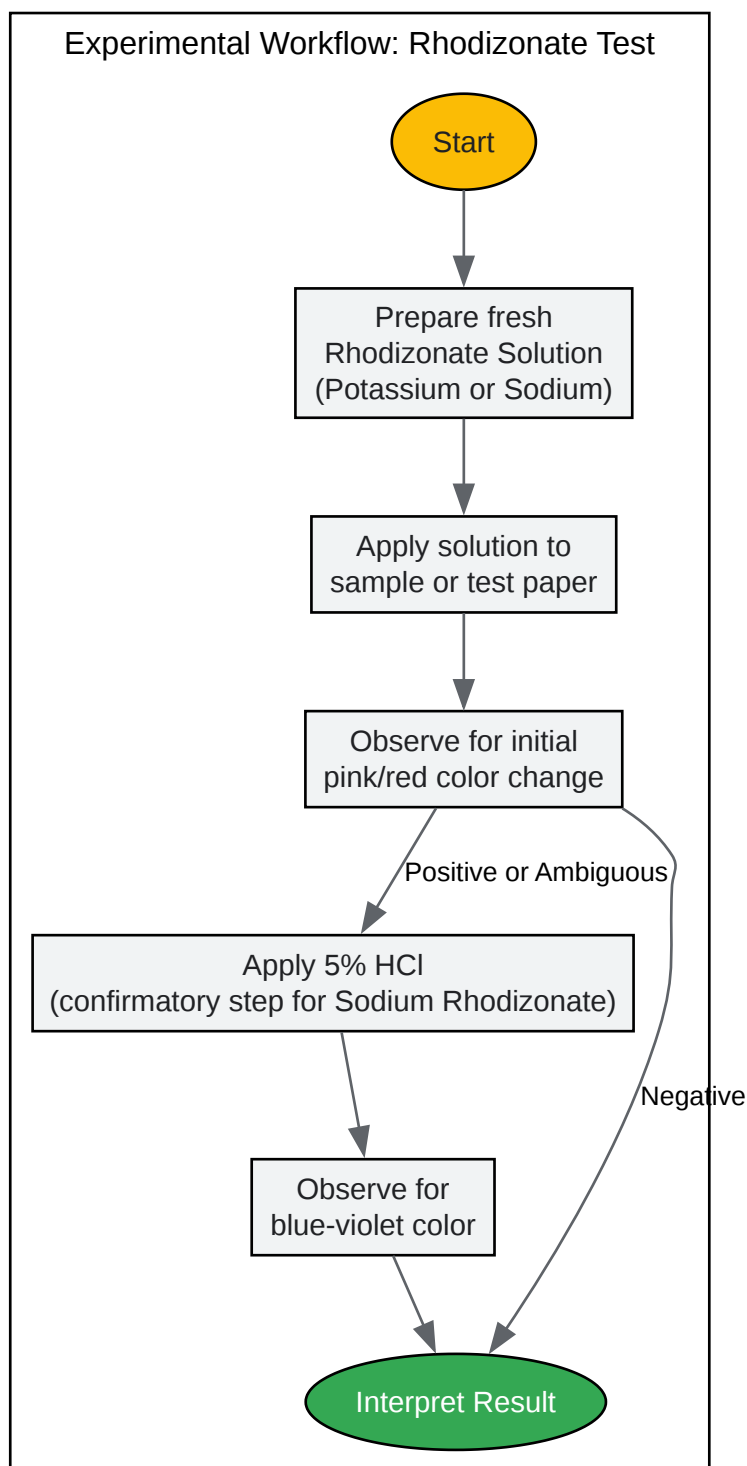 Experimental Workflow: Rhodizonate Test
Start
Prepare fresh
Rhodizonate Solution
(Potassium or Sodium)
Apply solution to
sample or test paper
Observe for initial
pink/red color change
Positive or Ambiguous
Apply 5% HCl
(confirmatory step for Sodium Rhodizonate)
Negative
Observe for
blue-violet color
Interpret Result